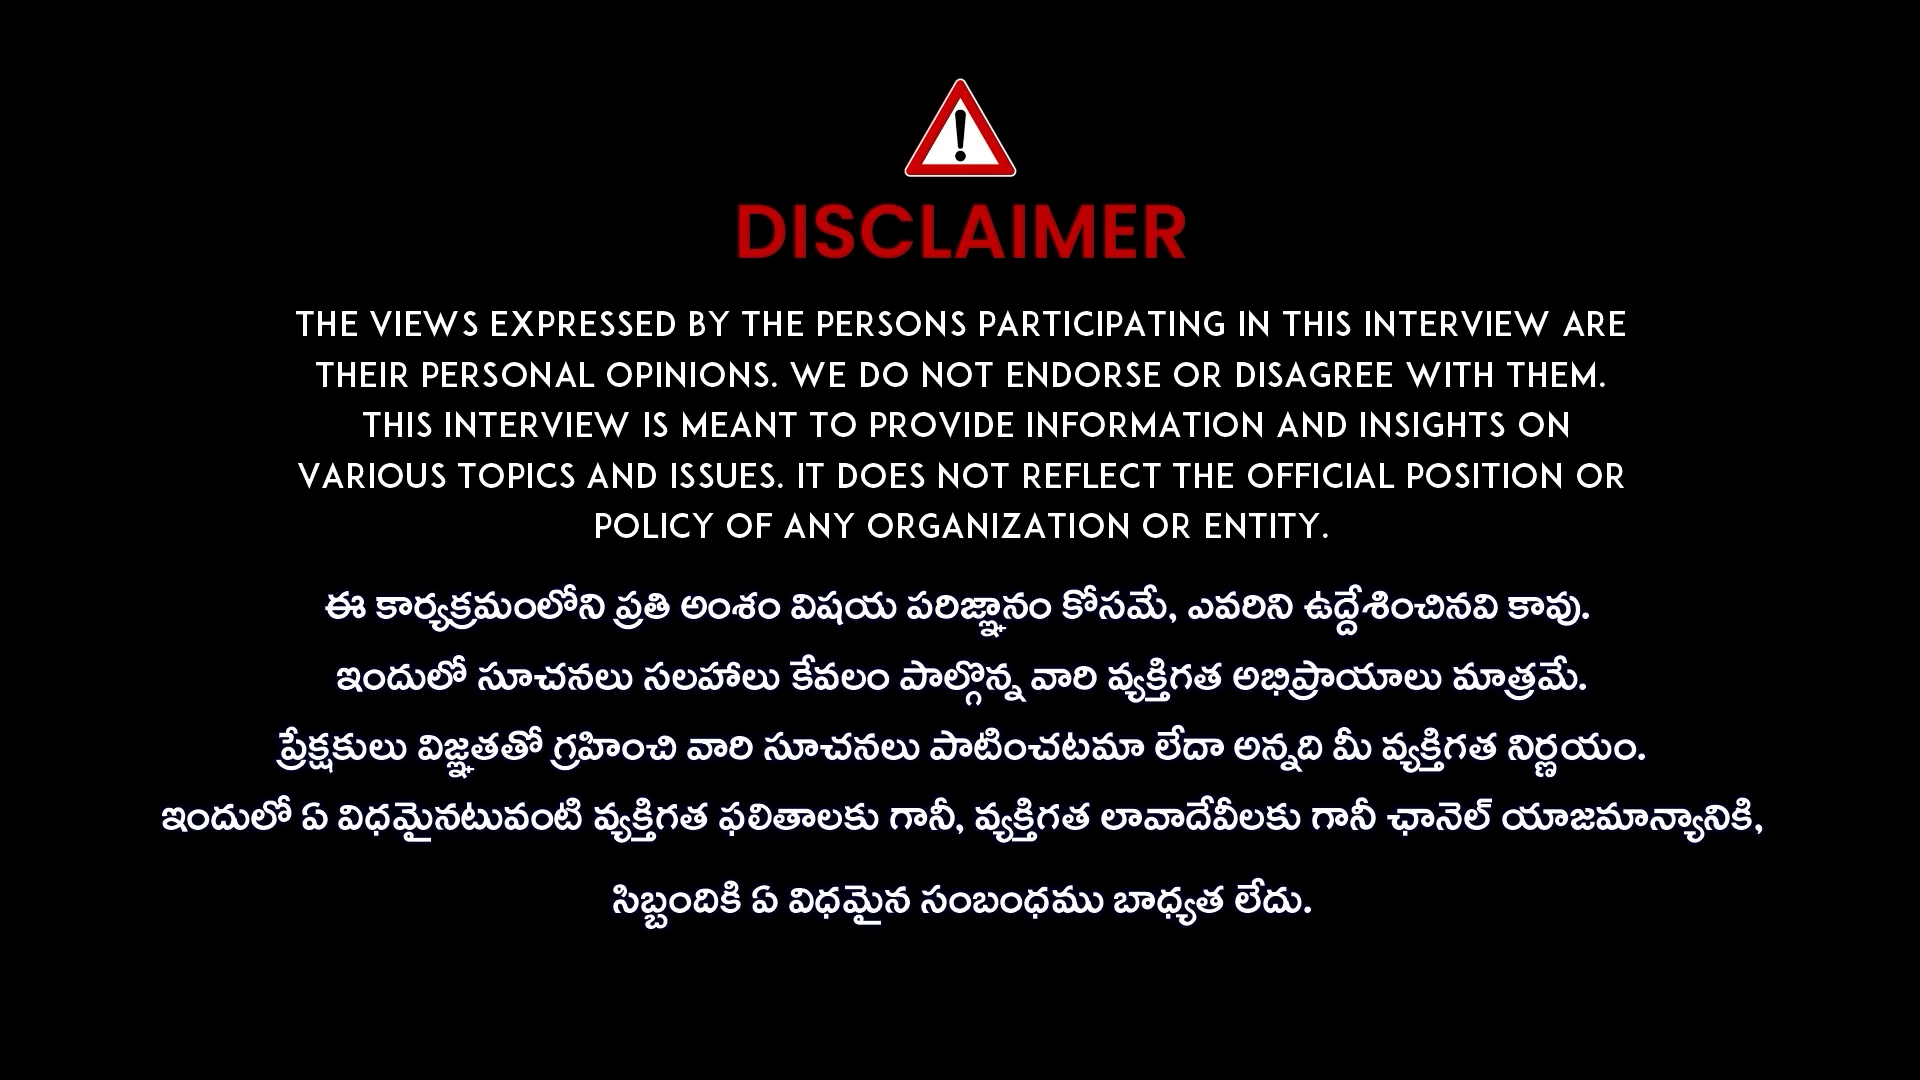 DISCLAIMER
THE VIEWS EXPRESSED BY THE PERSONS PARTICIPATING IN THIS INTERVIEW ARE
THEIR PERSONAL OPINIONS. WE DO NOT ENDORSE OR DISAGREE WITH THEM.
THIS INTERVIEW IS MEANT TO PROVIDE INFORMATION AND INSIGHTS ON
VARIOUS TOPICS AND ISSUES. IT DOES NOT REFLECT THE OFFICIAL POSITION OR
POLICY OF ANY ORGANIZATION OR ENTITY.
ఈ కార్యక్రమంలోని ప్రతి అంశం విషయ పరిజ్ఞానం కోసమే, ఎవరిని ఉద్దేశించినవి కావు.
ఇందులో సూచనలు సలహాలు కేవలం పాల్గొన్న వారి వ్యక్తిగత అభిప్రాయాలు మాత్రమే.
ప్రేక్షకులు విజ్ఞతతో గ్రహించి వారి సూచనలు పాటించటమా లేదా అన్నది మీ వ్యక్తిగత నిర్ణయం.
ఇందులో ఏ విధమైనటువంటి వ్యక్తిగత ఫలితాలకు గానీ, వ్యక్తిగత లావాదేవీలకు గానీ ఛానెల్ యాజమాన్యానికి,
సిబ్బందికి ఏ విధమైన సంబంధము బాధ్యత లేదు.